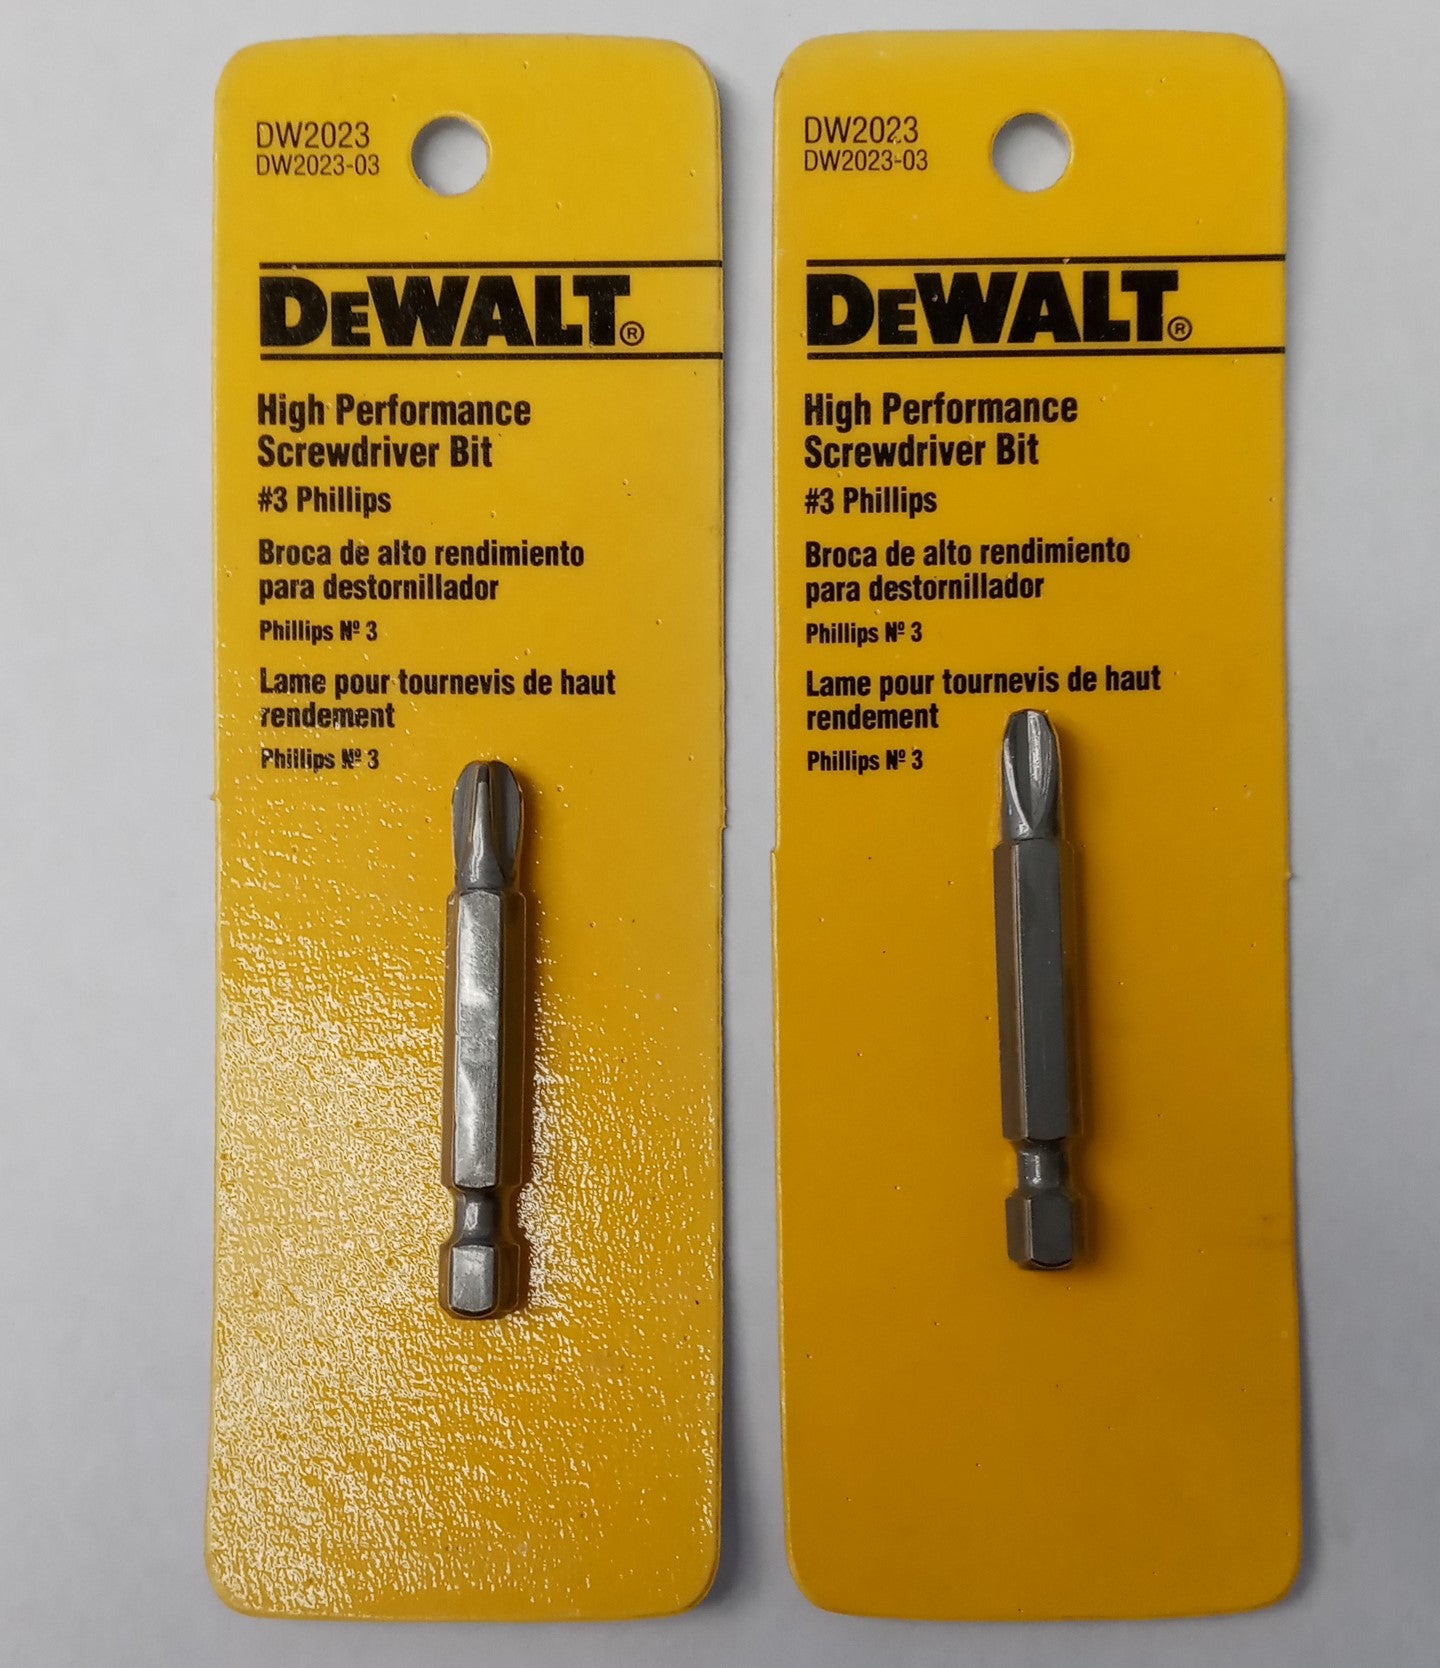 DW2023
DW2023-03
DEWALT®
High Performance
Screwdriver Bit
#3 Phillips
Broca de alto rendimiento
para destornillador
Phillips Nº 3
Lame pour tournevis de haut
rendement
Phillips Nº 3
DW2023
DW2023-03
DEWALT®
High Performance
Screwdriver Bit
#3 Phillips
Broca de alto rendimiento
para destornillador
Phillips Nº 3
Lame pour tournevis de haut
rendement
Phillips Nº 3